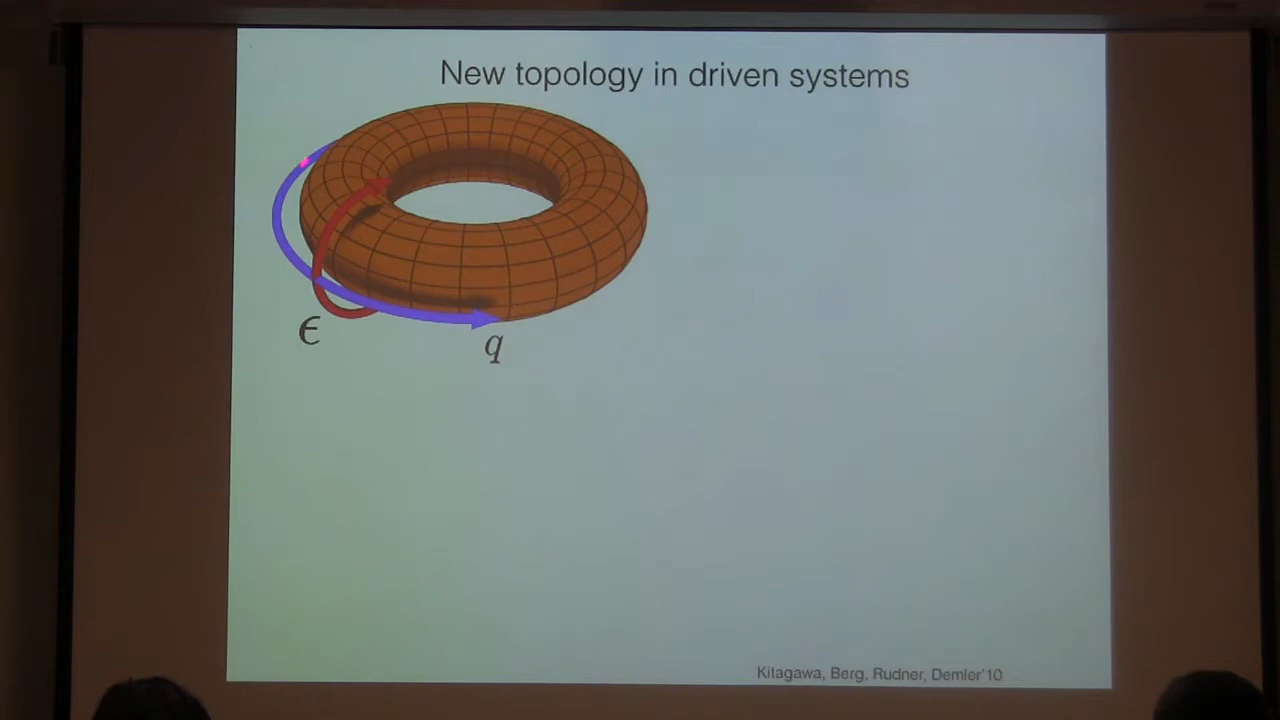 New topology in driven systems
ϵ
q
Kitagawa, Berg, Rudner, Demler'10